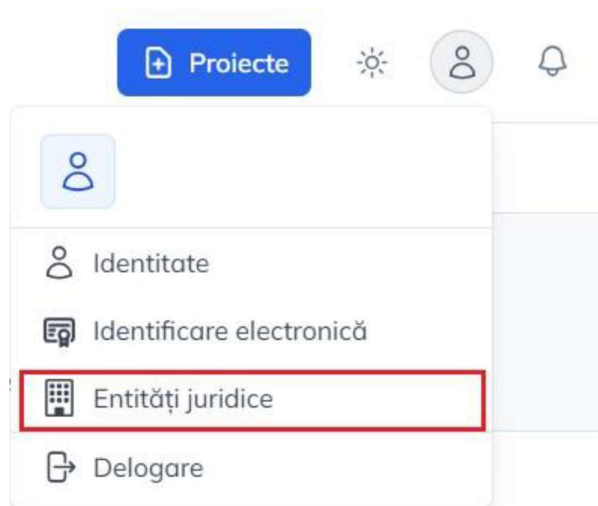 Proiecte
Identitate
Identificare electronică
Entități juridice
Delogare